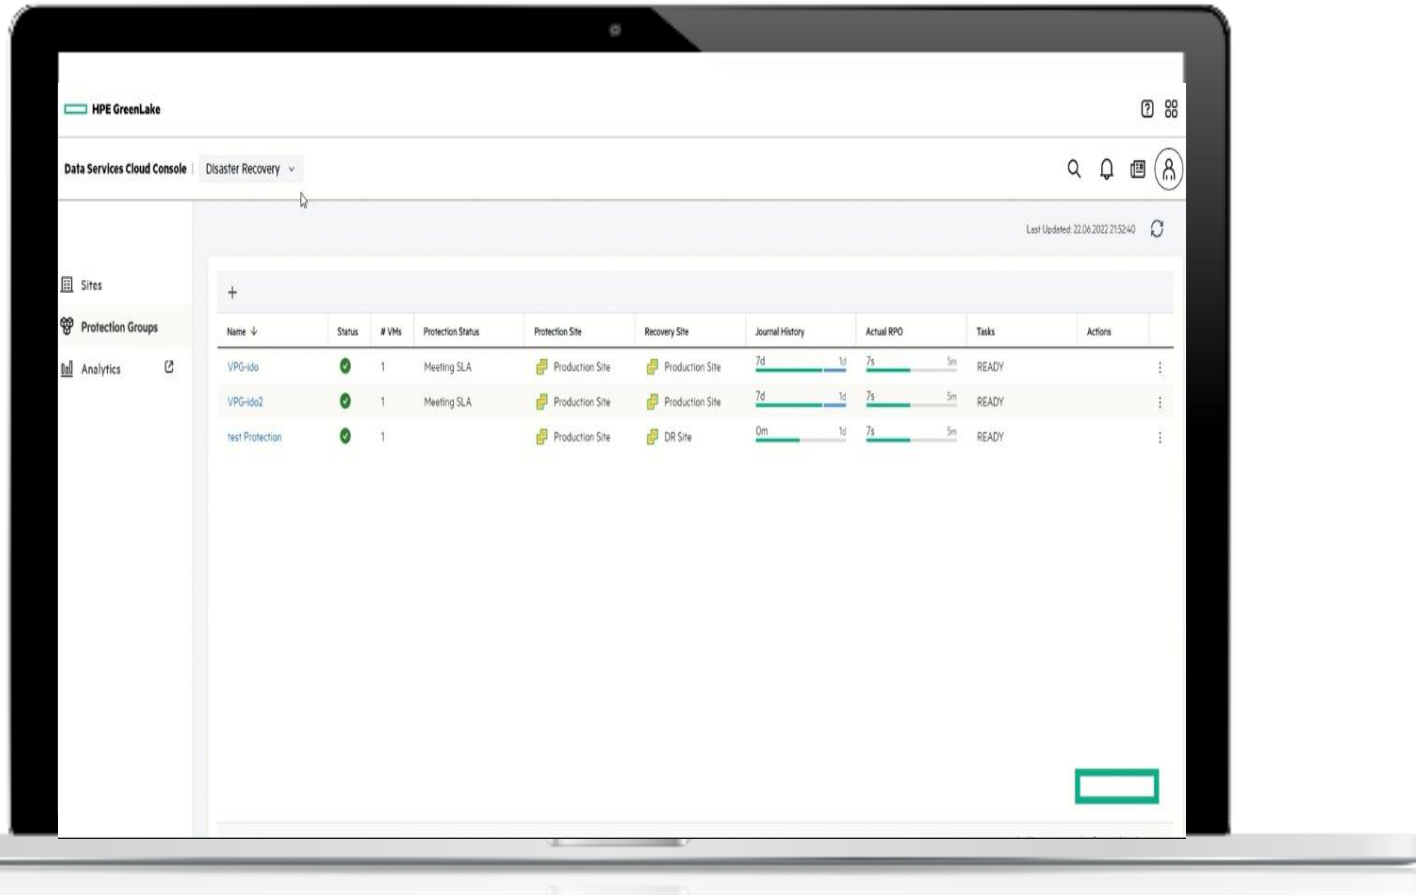 HPE GreenLake
Data Services Cloud Console | Disaster Recovery
Last Updated: 22.06.2022 21:52:40
Sites
Protection Groups
Analytics
+
Name Status # VMs Protection Status Protection Site Recovery Site Journal History Actual RPO Tasks Actions
VPG-ido 1 Meeting SLA Production Site Production Site 7d 1d 7s 5m READY
VPG-ido2 1 Meeting SLA Production Site Production Site 7d 1d 7s 5m READY
test Protection 1 Production Site DR Site 0m 1d 7s 5m READY